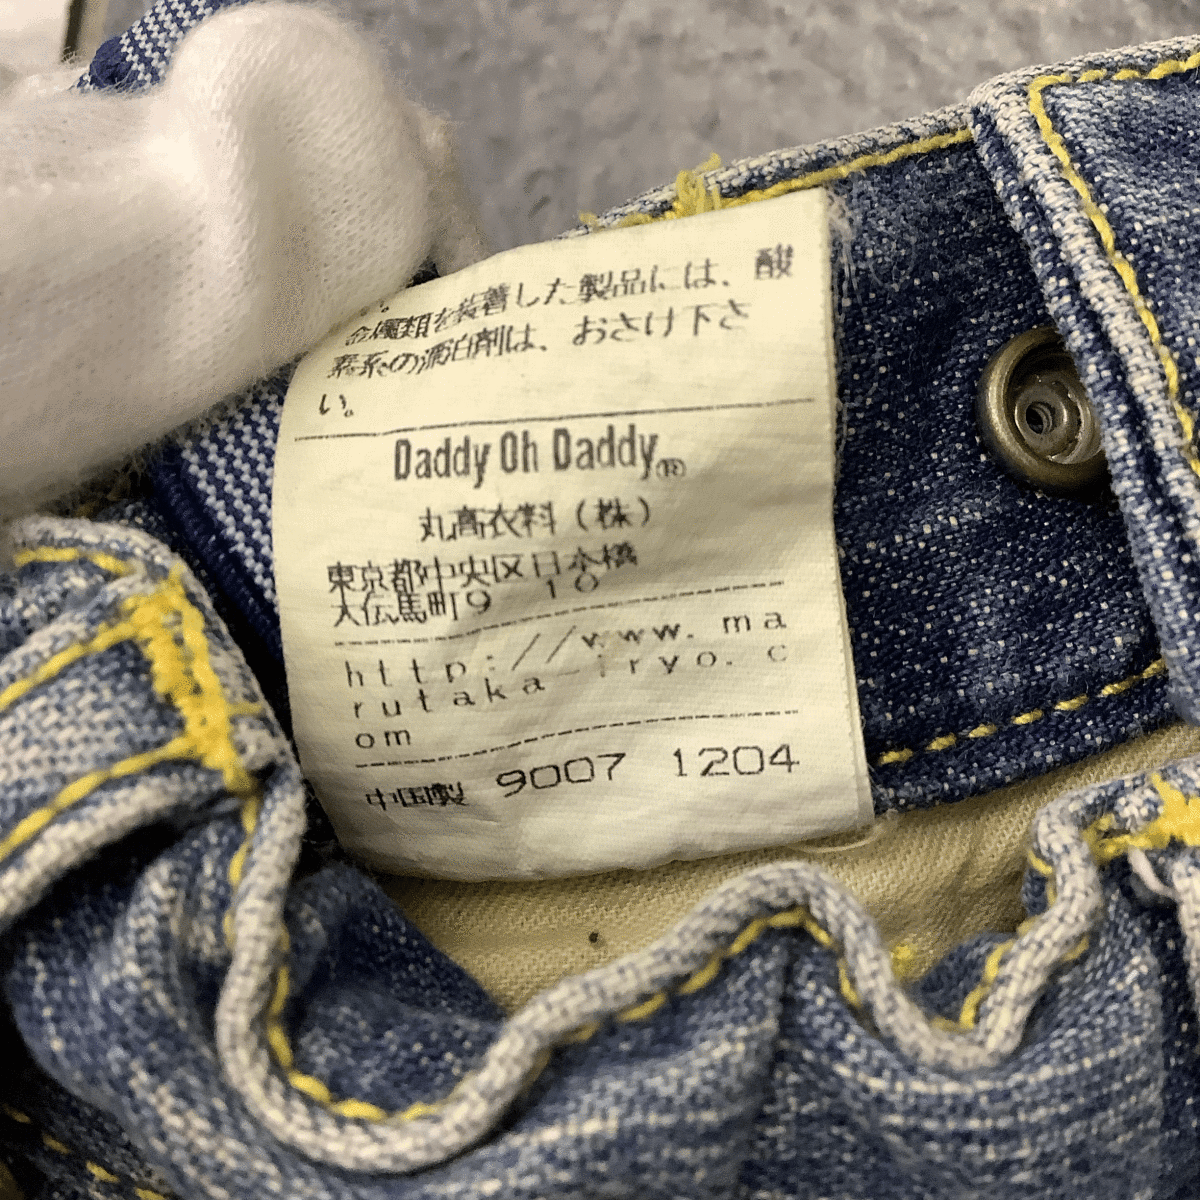 い。
金属類を装着した製品には、酸
素系の漂白剤は、おさけ下さ
い。
Daddy Oh Daddy®
丸高衣料（株）
東京都中央区日本橋
大伝馬町9 10
http://www.ma
rutaka-iryo.c
om
中国製 9007 1204